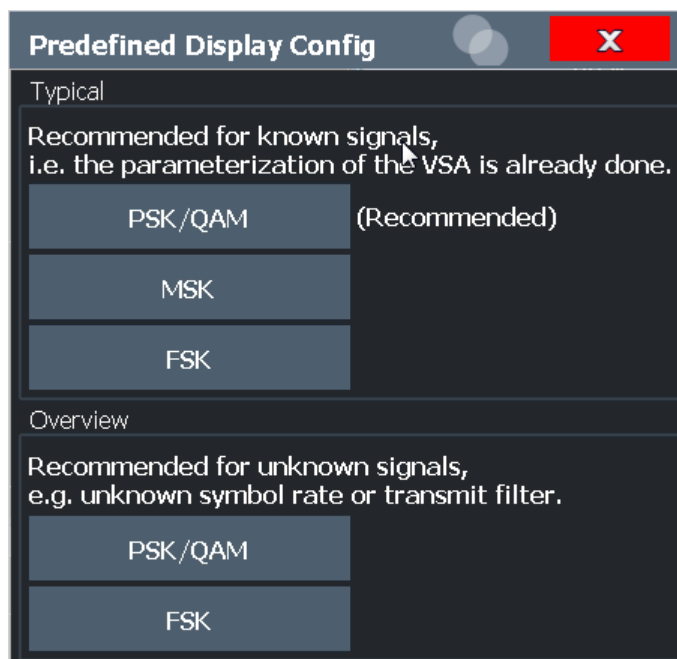 Predefined Display Config
X
Typical
Recommended for known signals,
i.e. the parameterization of the VSA is already done.
PSK/QAM (Recommended)
MSK
FSK
Overview
Recommended for unknown signals,
e.g. unknown symbol rate or transmit filter.
PSK/QAM
FSK